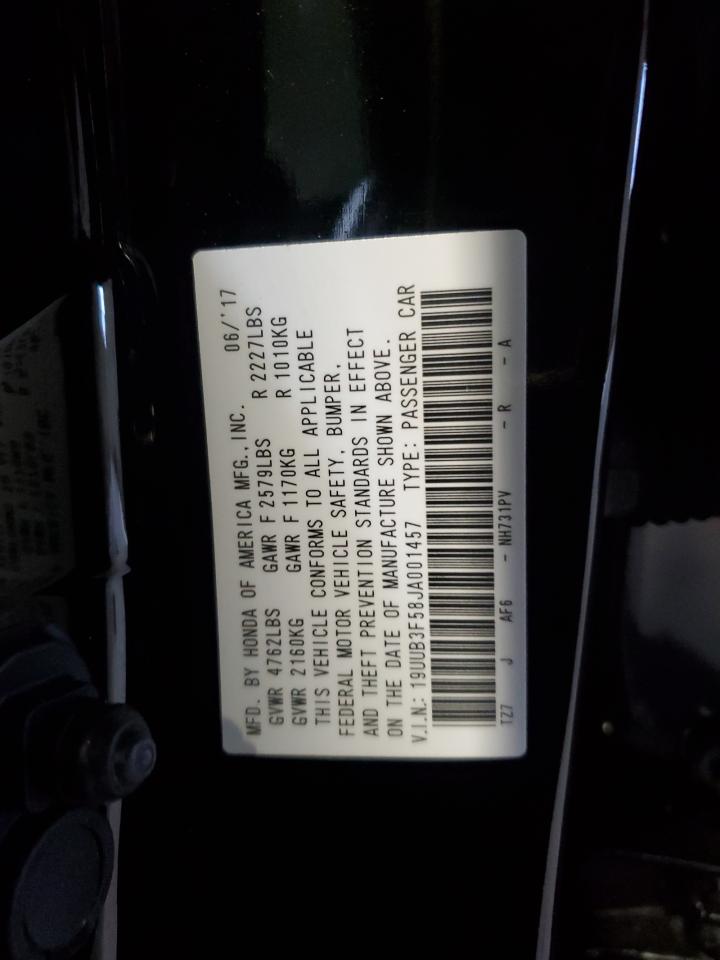 MFD. BY HONDA OF AMERICA MFG., INC. 06/'17
GVWR 4762LBS GAWR F 2579LBS R 2227LBS
GVWR 2160KG GAWR F 1170KG R 1010KG
THIS VEHICLE CONFORMS TO ALL APPLICABLE
FEDERAL MOTOR VEHICLE SAFETY, BUMPER,
AND THEFT PREVENTION STANDARDS IN EFFECT
ON THE DATE OF MANUFACTURE SHOWN ABOVE.
V.I.N.: 19UUB3F58JA001457 TYPE: PASSENGER CAR
TZ7 J AF6 - NH731PV - R - A